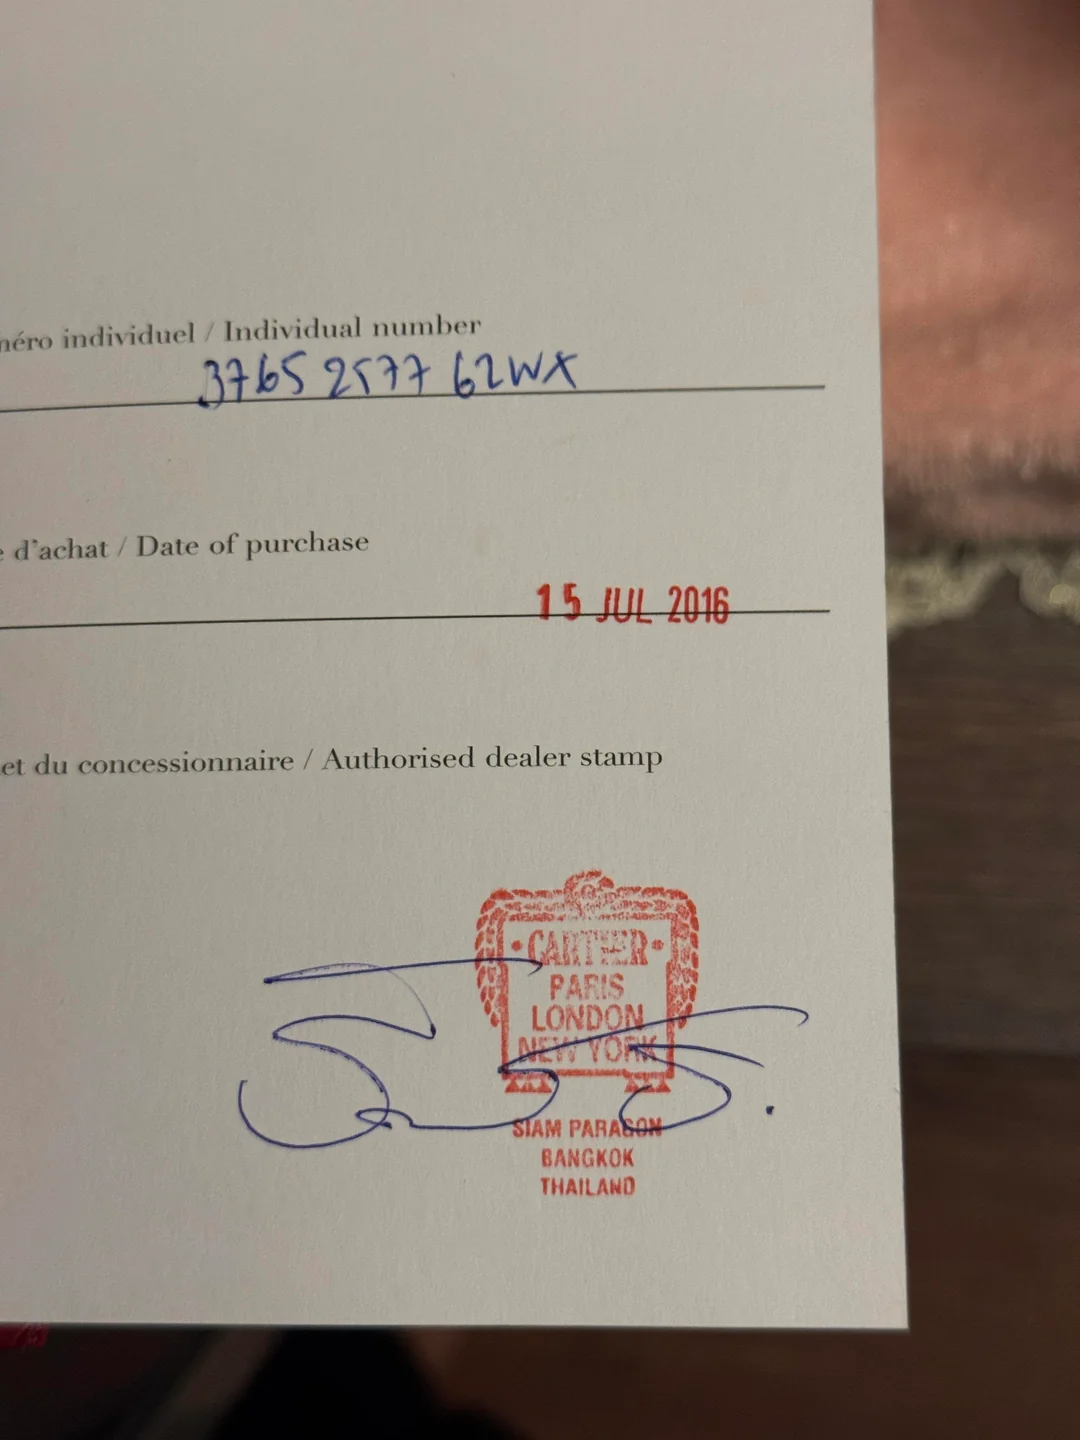 néro individuel / Individual number
3765 2577 62WX
e d'achat / Date of purchase
15 JUL 2016
et du concessionnaire / Authorised dealer stamp
CARTIER
PARIS
LONDON
NEW YORK
SIAM PARAGON
BANGKOK
THAILAND